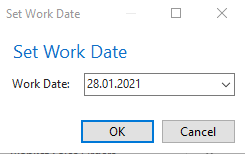 Set Work Date
Set Work Date
Work Date: 28.01.2021
OK Cancel